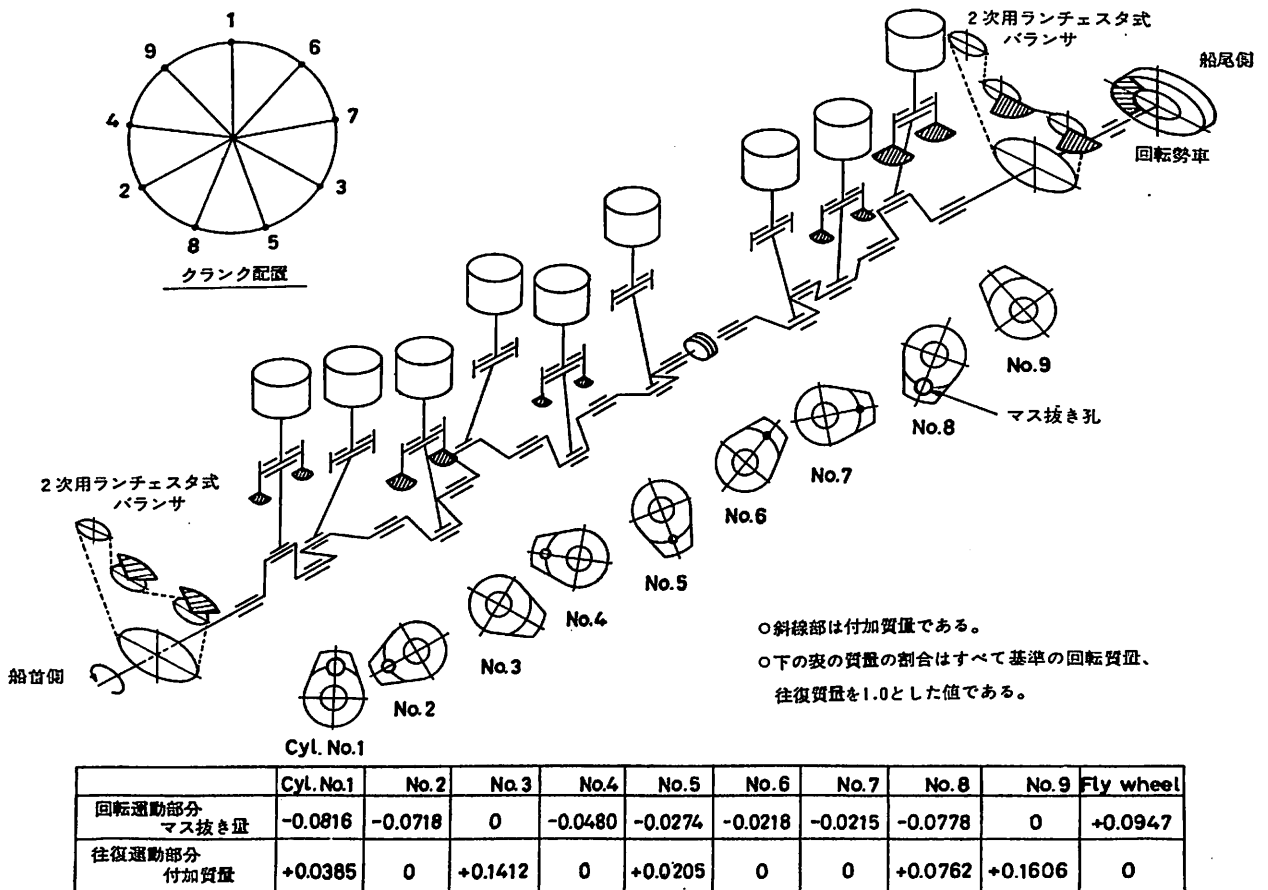 1
6
7
3
5
8
2
4
9
クランク配置
2次用ランチェスタ式
バランサ
船尾側
回転勢車
2次用ランチェスタ式
バランサ
船首側
Cyl. No.1
No.2
No.3
No.4
No.5
No.6
No.7
No.8
No.9
マス抜き孔
○斜線部は付加質量である。
○下の表の質量の割合はすべて基準の回転質量、
往復質量を1.0とした値である。
Cyl. No.1 No.2 No.3 No.4 No.5 No.6 No.7 No.8 No.9 Fly wheel
回転運動部分
マス抜き量 -0.0816 -0.0718 0 -0.0480 -0.0274 -0.0218 -0.0215 -0.0778 0 +0.0947
往復運動部分
付加質量 +0.0385 0 +0.1412 0 +0.0205 0 0 +0.0762 +0.1606 0